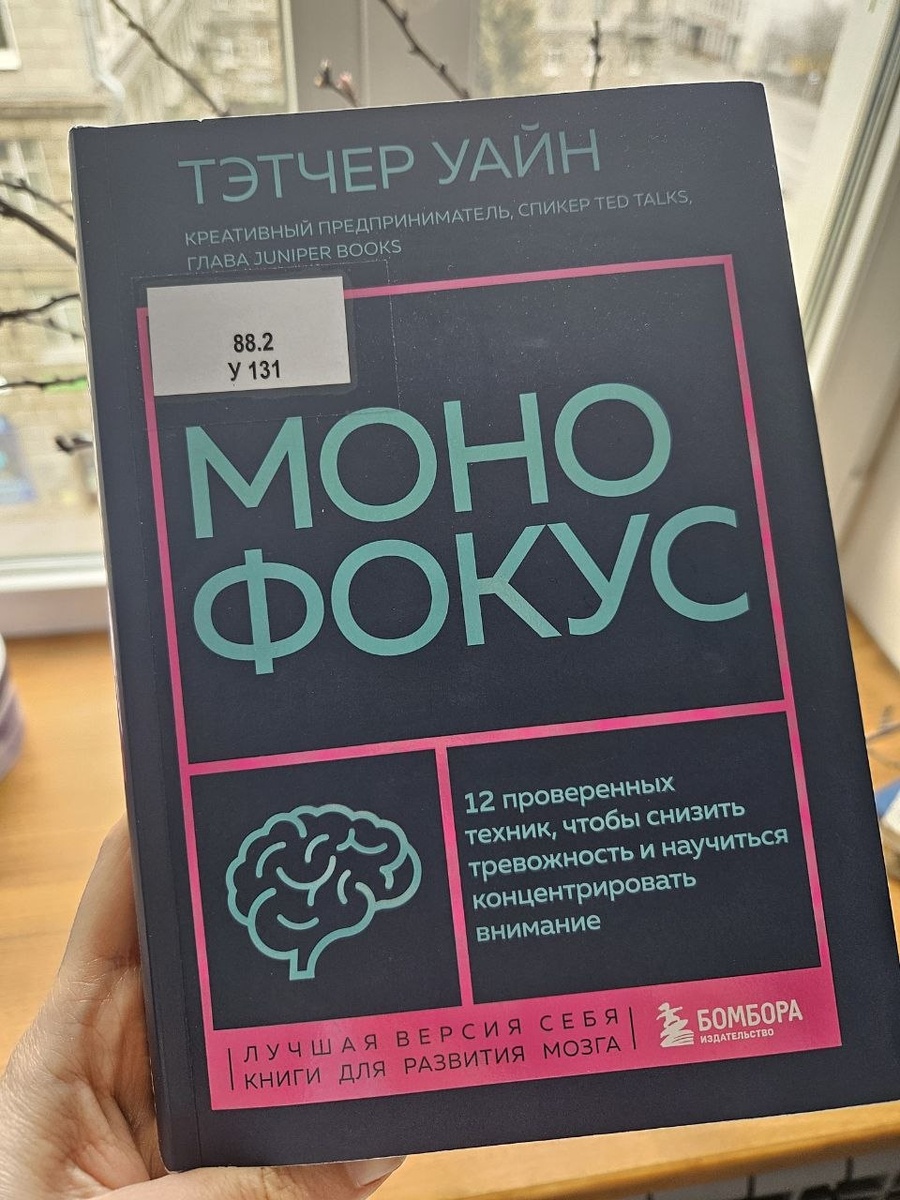 ТЭТЧЕР УАЙН
КРЕАТИВНЫЙ ПРЕДПРИНИМАТЕЛЬ, СПИКЕР TED TALKS,
ГЛАВА JUNIPER BOOKS
88.2
У 131
МОНО
ФОКУС
12 проверенных
техник, чтобы снизить
тревожность и научиться
концентрировать
внимание
ЛУЧШАЯ ВЕРСИЯ СЕБЯ
КНИГИ ДЛЯ РАЗВИТИЯ МОЗГА
БОМБОРА
ИЗДАТЕЛЬСТВО